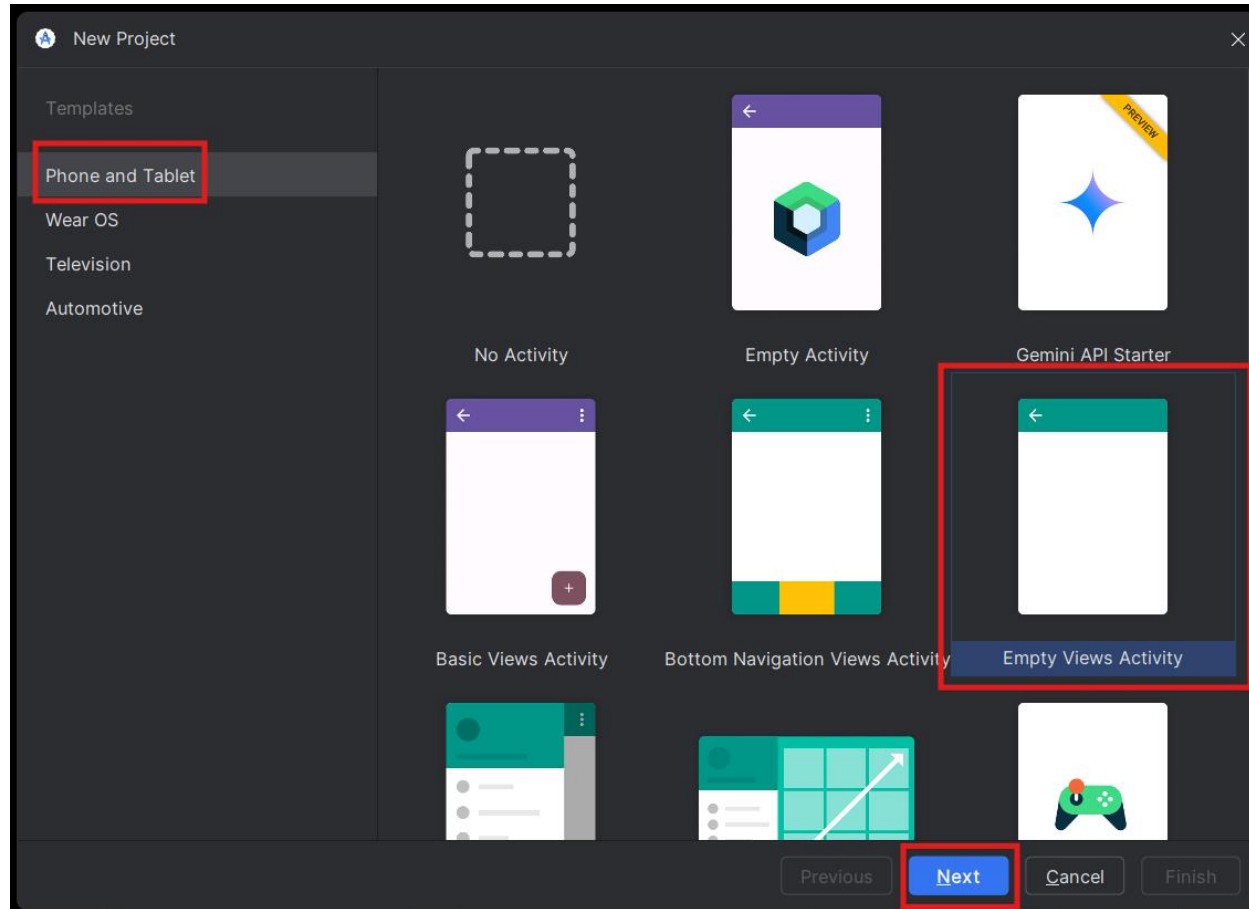 New Project
Templates
Phone and Tablet
Wear OS
Television
Automotive
PREVIEW
No Activity
Empty Activity
Gemini API Starter
Basic Views Activity
Bottom Navigation Views Activity
Empty Views Activity
Previous
Next
Cancel
Finish